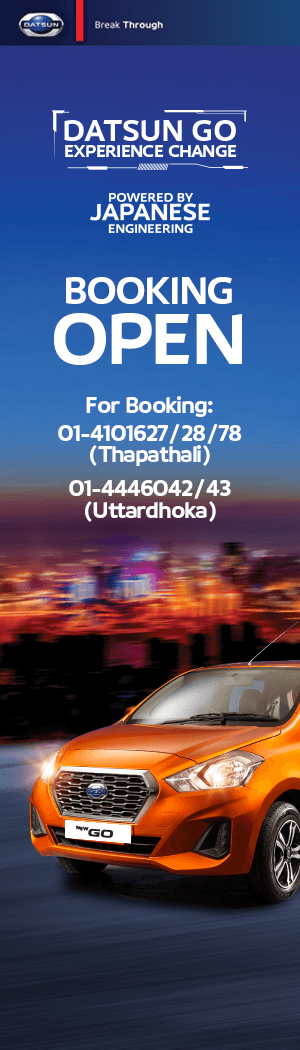 DATSUN
Break Through
DATSUN GO
EXPERIENCE CHANGE
POWERED BY
JAPANESE
ENGINEERING
BOOKING
OPEN
For Booking:
01-4101627/28/78
(Thapathali)
01-4446042/43
(Uttardhoka)
New GO